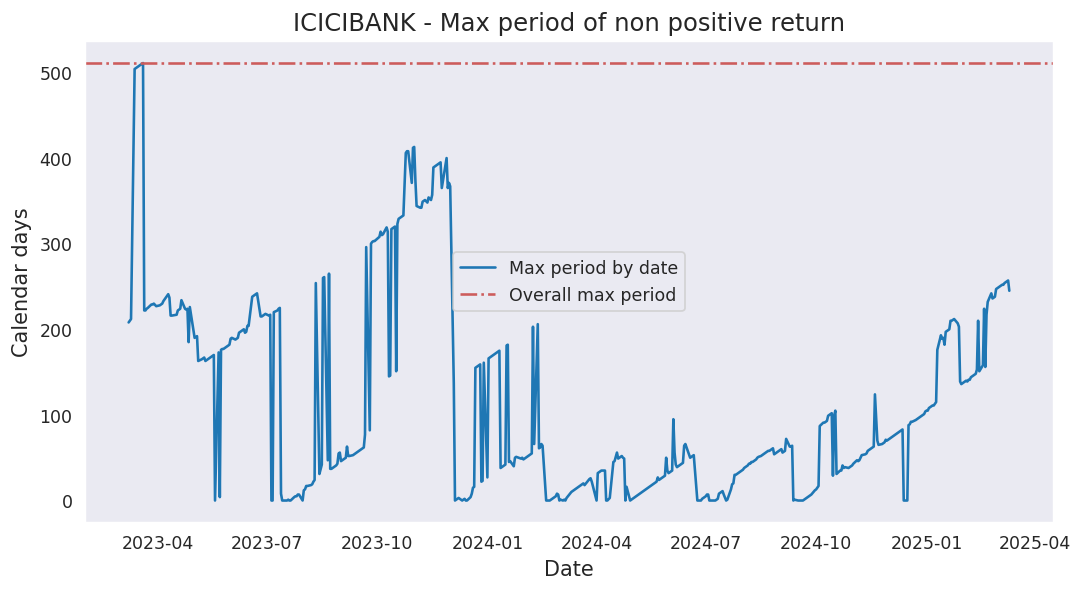 ICICIBANK - Max period of non positive return
Calendar days
500
400
300
200
100
0
Max period by date
Overall max period
2023-04 2023-07 2023-10 2024-01 2024-04 2024-07 2024-10 2025-01 2025-04
Date